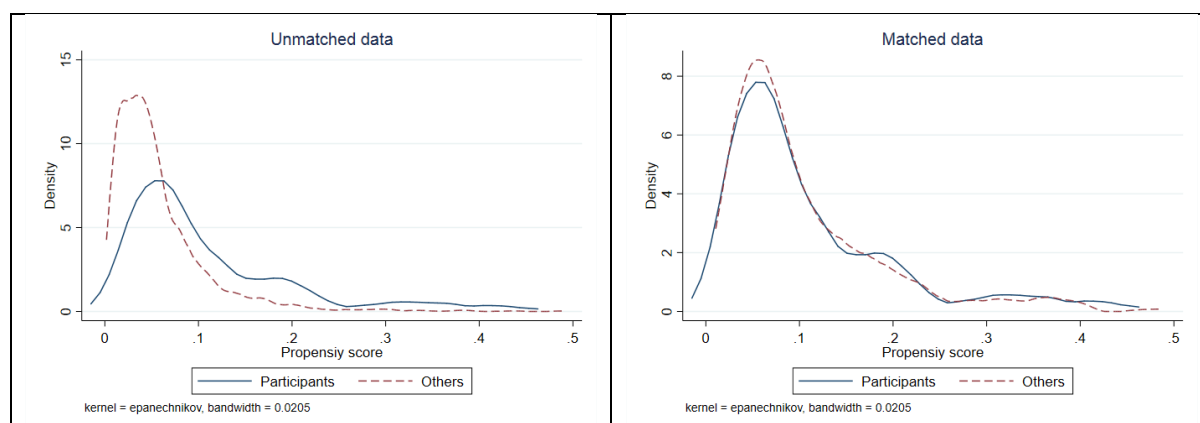 Unmatched data
15
10
5
0
Density
0 .1 .2 .3 .4 .5
Propensiy score
Participants Others
kernel = epanechnikov, bandwidth = 0.0205
Matched data
8
6
4
2
0
Density
0 .1 .2 .3 .4 .5
Propensiy score
Participants Others
kernel = epanechnikov, bandwidth = 0.0205